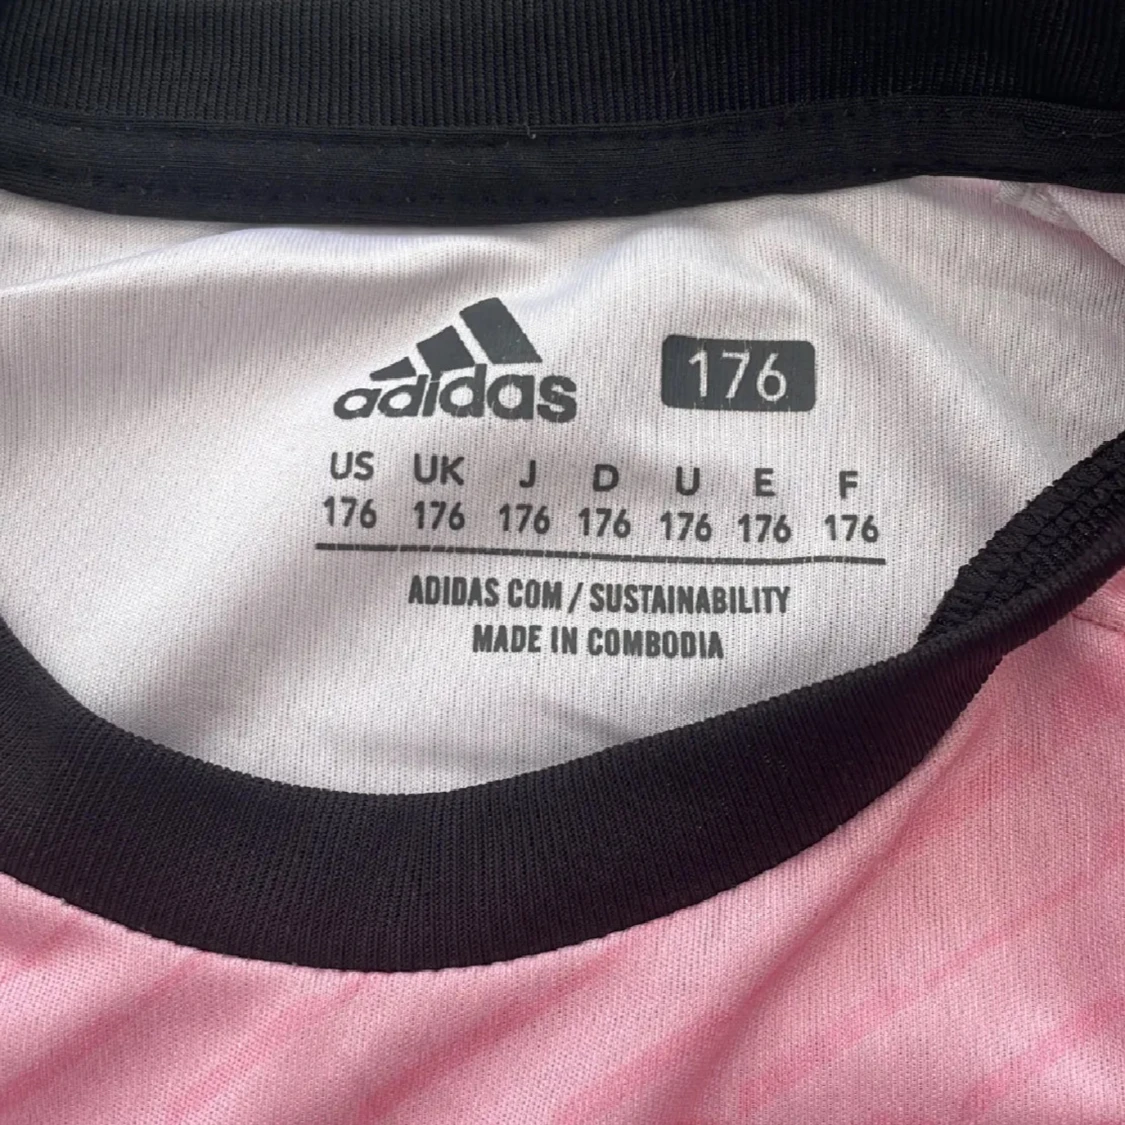 adidas 176
US UK J D U E F
176 176 176 176 176 176 176
ADIDAS COM / SUSTAINABILITY
MADE IN COMBODIA